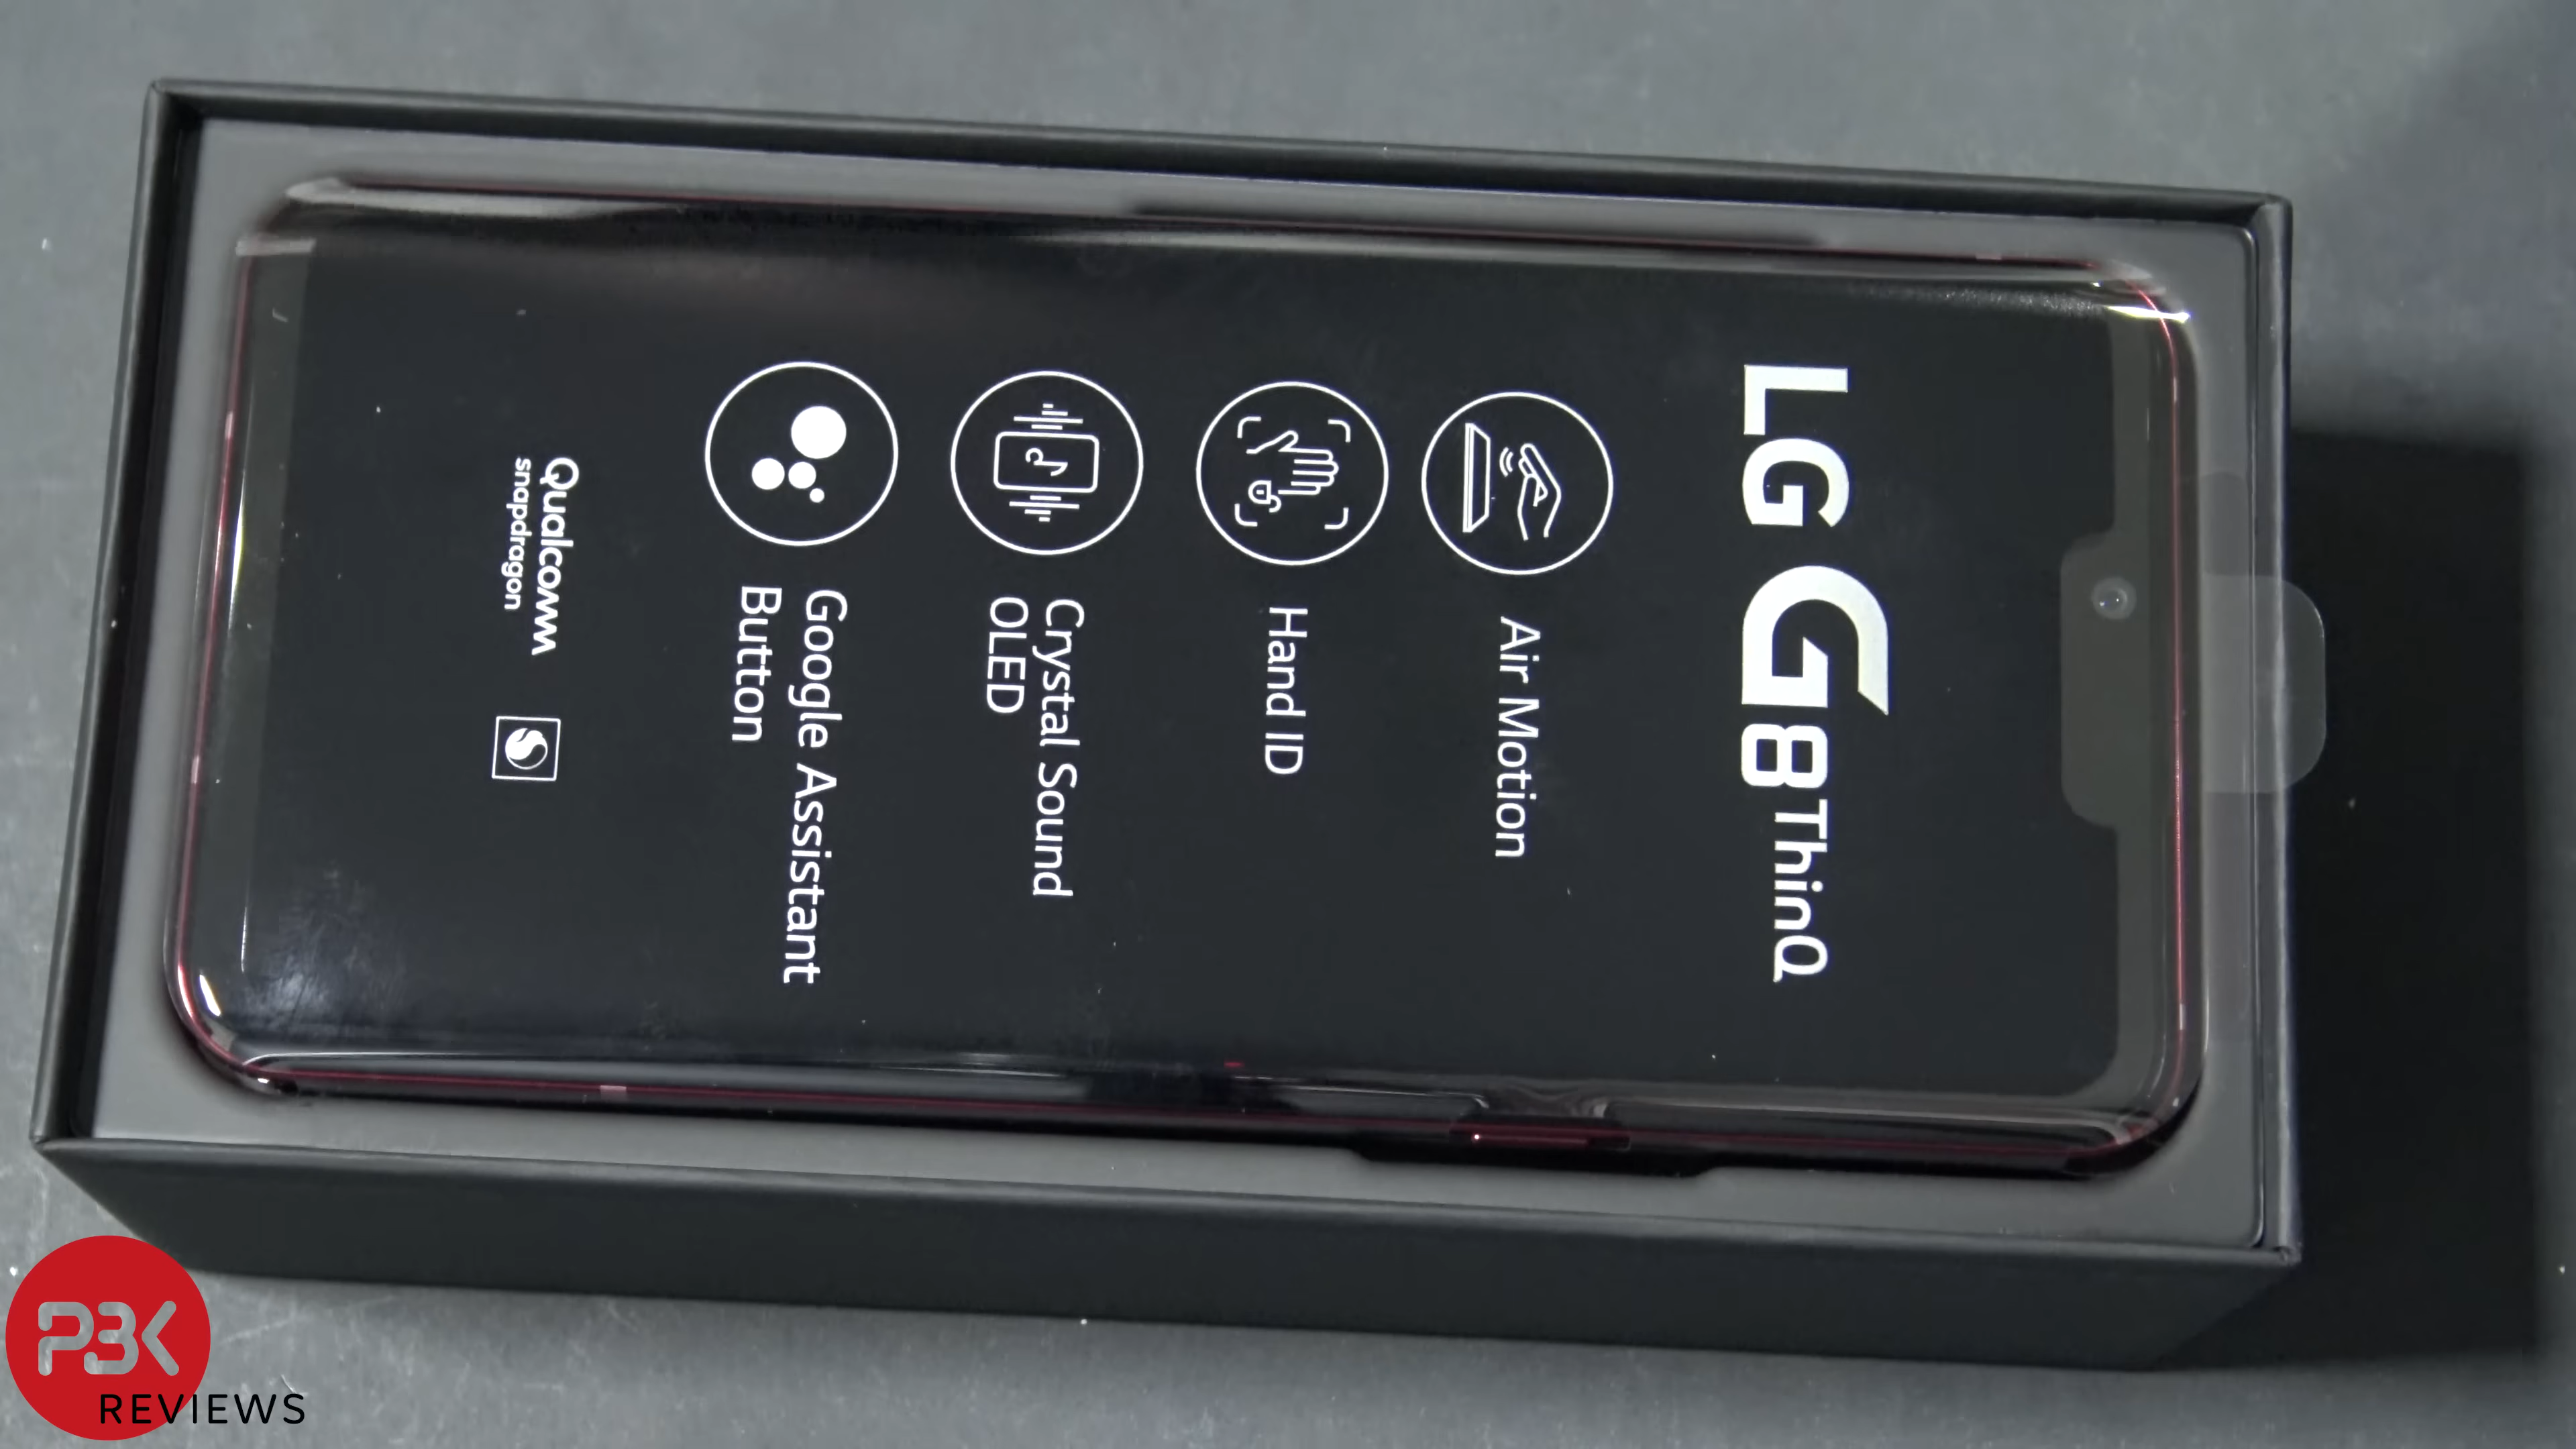 LG G8 ThinQ
Air Motion
Hand ID
Crystal Sound
OLED
Google Assistant
Button
Qualcomm
snapdragon
P3K
REVIEWS